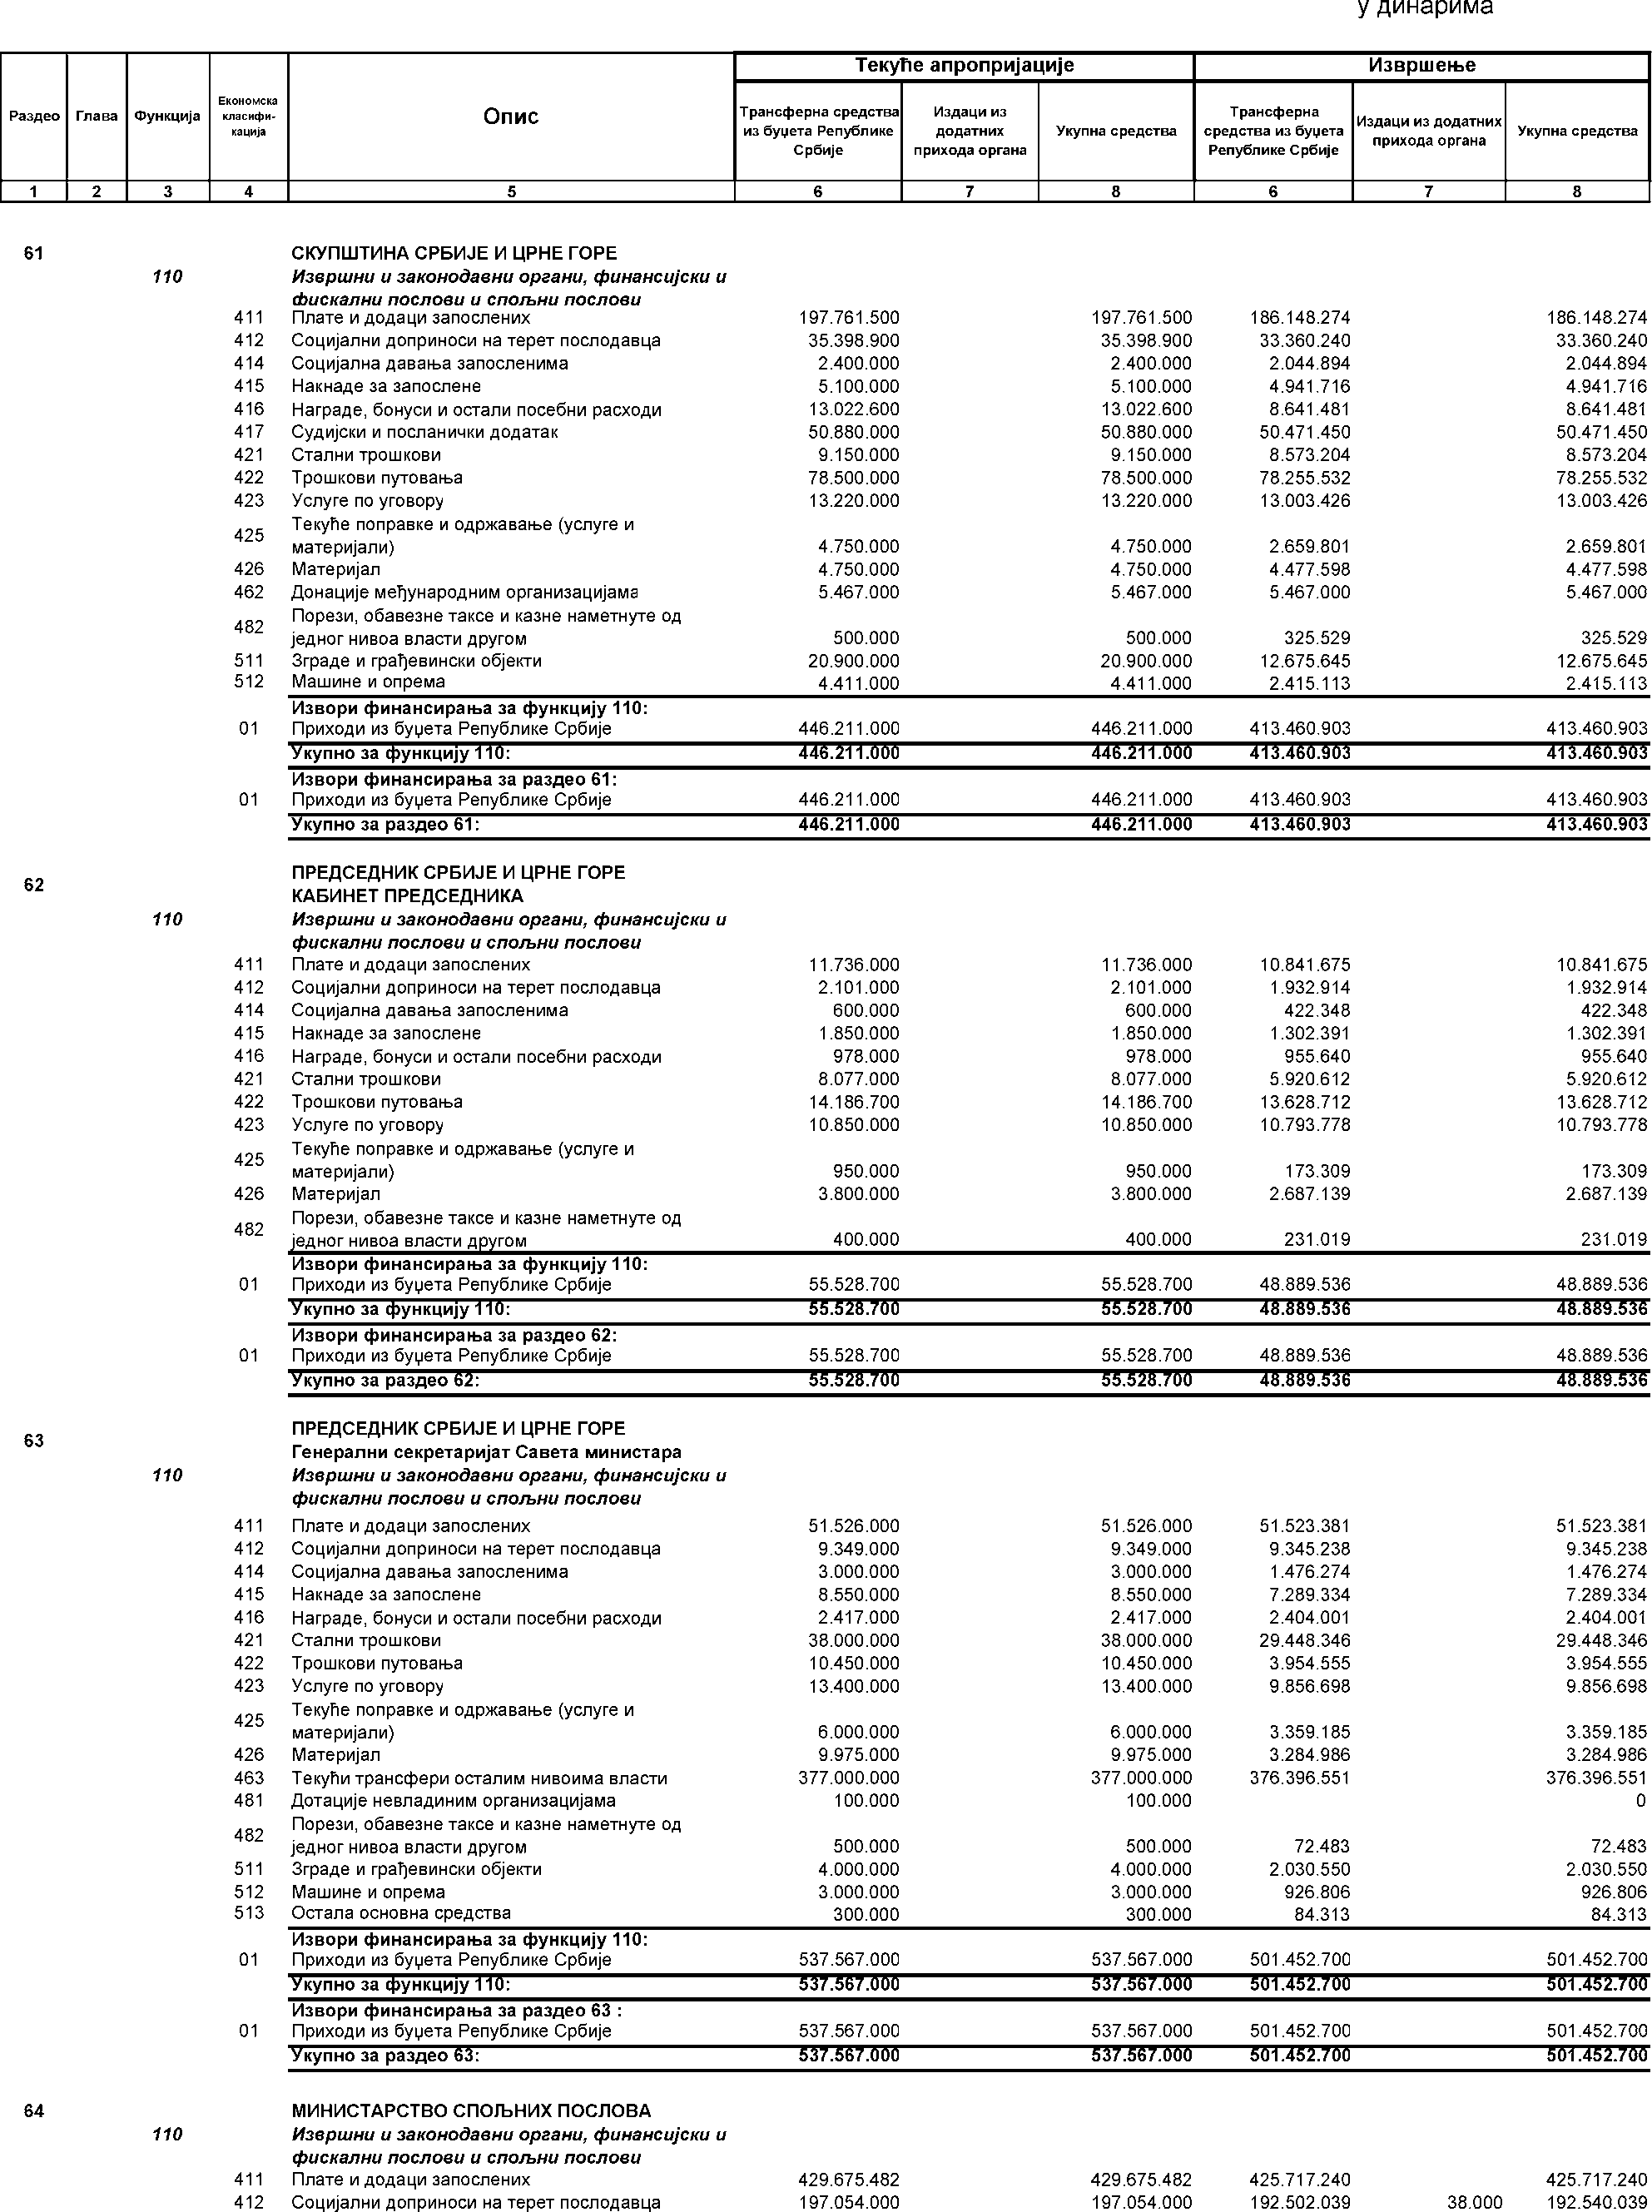 у динарима
Текуће апропријације Извршење
Раздео Глава Функција Економска класифи-кација Опис Трансферна средства из буџета Републике Србије Издаци из додатних прихода органа Укупна средства Трансферна средства из буџета Републике Србије Издаци из додатних прихода органа Укупна средства
1 2 3 4 5 6 7 8 6 7 8
61 СКУПШТИНА СРБИЈЕ И ЦРНЕ ГОРЕ
110 Извршни и законодавни органи, финансијски и
фискални послови и спољни послови
411 Плате и додаци запослених 197.761.500 197.761.500 186.148.274 186.148.274
412 Социјални доприноси на терет послодавца 35.398.900 35.398.900 33.360.240 33.360.240
414 Социјална давања запосленима 2.400.000 2.400.000 2.044.894 2.044.894
415 Накнаде за запослене 5.100.000 5.100.000 4.941.716 4.941.716
416 Награде, бонуси и остали посебни расходи 13.022.600 13.022.600 8.641.481 8.641.481
417 Судијски и посланички додатак 50.880.000 50.880.000 50.471.450 50.471.450
421 Стални трошкови 9.150.000 9.150.000 8.573.204 8.573.204
422 Трошкови путовања 78.500.000 78.500.000 78.255.532 78.255.532
423 Услуге по уговору 13.220.000 13.220.000 13.003.426 13.003.426
425 Текуће поправке и одржавање (услуге и
материјали) 4.750.000 4.750.000 2.659.801 2.659.801
426 Материјал 4.750.000 4.750.000 4.477.598 4.477.598
462 Донације међународним организацијама 5.467.000 5.467.000 5.467.000 5.467.000
482 Порези, обавезне таксе и казне наметнуте од
једног нивоа власти другом 500.000 500.000 325.529 325.529
511 Зграде и грађевински објекти 20.900.000 20.900.000 12.675.645 12.675.645
512 Машине и опрема 4.411.000 4.411.000 2.415.113 2.415.113
Извори финансирања за функцију 110:
01 Приходи из буџета Републике Србије 446.211.000 446.211.000 413.460.903 413.460.903
Укупно за функцију 110: 446.211.000 446.211.000 413.460.903 413.460.903
Извори финансирања за раздео 61:
01 Приходи из буџета Републике Србије 446.211.000 446.211.000 413.460.903 413.460.903
Укупно за раздео 61: 446.211.000 446.211.000 413.460.903 413.460.903
62 ПРЕДСЕДНИК СРБИЈЕ И ЦРНЕ ГОРЕ
КАБИНЕТ ПРЕДСЕДНИКА
110 Извршни и законодавни органи, финансијски и
фискални послови и спољни послови
411 Плате и додаци запослених 11.736.000 11.736.000 10.841.675 10.841.675
412 Социјални доприноси на терет послодавца 2.101.000 2.101.000 1.932.914 1.932.914
414 Социјална давања запосленима 600.000 600.000 422.348 422.348
415 Накнаде за запослене 1.850.000 1.850.000 1.302.391 1.302.391
416 Награде, бонуси и остали посебни расходи 978.000 978.000 955.640 955.640
421 Стални трошкови 8.077.000 8.077.000 5.920.612 5.920.612
422 Трошкови путовања 14.186.700 14.186.700 13.628.712 13.628.712
423 Услуге по уговору 10.850.000 10.850.000 10.793.778 10.793.778
425 Текуће поправке и одржавање (услуге и
материјали) 950.000 950.000 173.309 173.309
426 Материјал 3.800.000 3.800.000 2.687.139 2.687.139
482 Порези, обавезне таксе и казне наметнуте од
једног нивоа власти другом 400.000 400.000 231.019 231.019
Извори финансирања за функцију 110:
01 Приходи из буџета Републике Србије 55.528.700 55.528.700 48.889.536 48.889.536
Укупно за функцију 110: 55.528.700 55.528.700 48.889.536 48.889.536
Извори финансирања за раздео 62:
01 Приходи из буџета Републике Србије 55.528.700 55.528.700 48.889.536 48.889.536
Укупно за раздео 62: 55.528.700 55.528.700 48.889.536 48.889.536
63 ПРЕДСЕДНИК СРБИЈЕ И ЦРНЕ ГОРЕ
Генерални секретаријат Савета министара
110 Извршни и законодавни органи, финансијски и
фискални послови и спољни послови
411 Плате и додаци запослених 51.526.000 51.526.000 51.523.381 51.523.381
412 Социјални доприноси на терет послодавца 9.349.000 9.349.000 9.345.238 9.345.238
414 Социјална давања запосленима 3.000.000 3.000.000 1.476.274 1.476.274
415 Накнаде за запослене 8.550.000 8.550.000 7.289.334 7.289.334
416 Награде, бонуси и остали посебни расходи 2.417.000 2.417.000 2.404.001 2.404.001
421 Стални трошкови 38.000.000 38.000.000 29.448.346 29.448.346
422 Трошкови путовања 10.450.000 10.450.000 3.954.555 3.954.555
423 Услуге по уговору 13.400.000 13.400.000 9.856.698 9.856.698
425 Текуће поправке и одржавање (услуге и
материјали) 6.000.000 6.000.000 3.359.185 3.359.185
426 Материјал 9.975.000 9.975.000 3.284.986 3.284.986
463 Текући трансфери осталим нивоима власти 377.000.000 377.000.000 376.396.551 376.396.551
481 Дотације невладиним организацијама 100.000 100.000 0
482 Порези, обавезне таксе и казне наметнуте од
једног нивоа власти другом 500.000 500.000 72.483 72.483
511 Зграде и грађевински објекти 4.000.000 4.000.000 2.030.550 2.030.550
512 Машине и опрема 3.000.000 3.000.000 926.806 926.806
513 Остала основна средства 300.000 300.000 84.313 84.313
Извори финансирања за функцију 110:
01 Приходи из буџета Републике Србије 537.567.000 537.567.000 501.452.700 501.452.700
Укупно за функцију 110: 537.567.000 537.567.000 501.452.700 501.452.700
Извори финансирања за раздео 63 :
01 Приходи из буџета Републике Србије 537.567.000 537.567.000 501.452.700 501.452.700
Укупно за раздео 63: 537.567.000 537.567.000 501.452.700 501.452.700
64 МИНИСТАРСТВО СПОЉНИХ ПОСЛОВА
110 Извршни и законодавни органи, финансијски и
фискални послови и спољни послови
411 Плате и додаци запослених 429.675.482 429.675.482 425.717.240 425.717.240
412 Социјални доприноси на терет послодавца 197.054.000 197.054.000 192.502.039 38.000 192.540.039